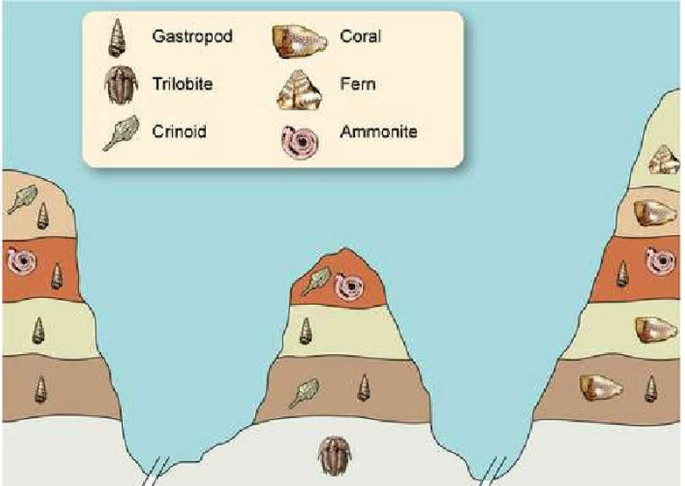 Gastropod
Coral
Trilobite
Fern
Crinoid
Ammonite